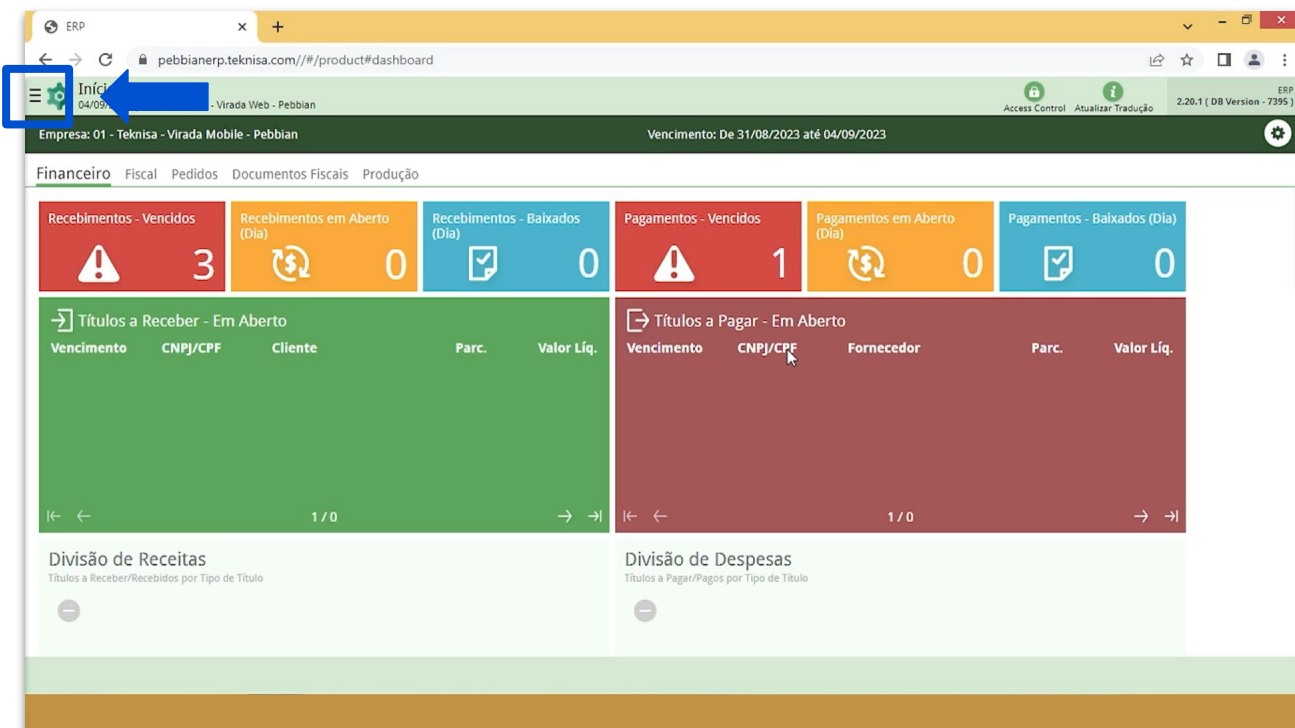 ERP
pebbianerp.teknisa.com//#/product#dashboard
Início
04/09/ - Virada Web - Pebbian
Access Control
Atualizar Tradução
ERP
2.20.1 ( DB Version - 7395 )
Empresa: 01 - Teknisa - Virada Mobile - Pebbian
Vencimento: De 31/08/2023 até 04/09/2023
Financeiro Fiscal Pedidos Documentos Fiscais Produção
Recebimentos - Vencidos
3
Recebimentos em Aberto
(Dia)
0
Recebimentos - Baixados
(Dia)
0
Pagamentos - Vencidos
1
Pagamentos em Aberto
(Dia)
0
Pagamentos - Baixados (Dia)
0
Títulos a Receber - Em Aberto
Vencimento CNPJ/CPF Cliente Parc. Valor Líq.
1 / 0
Títulos a Pagar - Em Aberto
Vencimento CNPJ/CPF Fornecedor Parc. Valor Líq.
1 / 0
Divisão de Receitas
Títulos a Receber/Recebidos por Tipo de Título
Divisão de Despesas
Títulos a Pagar/Pagos por Tipo de Título